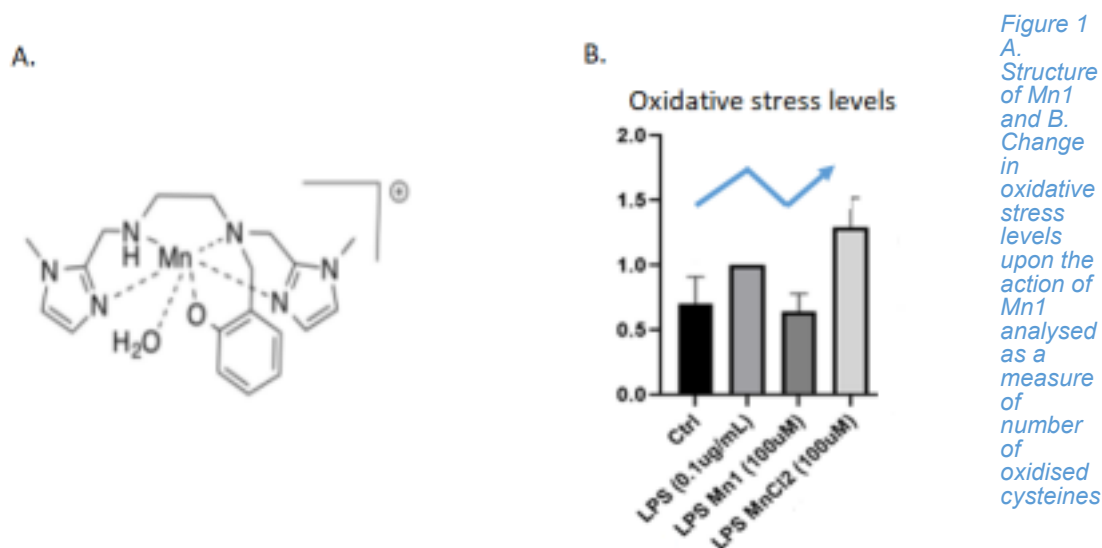 A.
B.
Figure 1
A.
Structure
of Mn1
and B.
Change
in
oxidative
stress
levels
upon the
action of
Mn1
analysed
as a
measure
of
number
of
oxidised
cysteines
N
H
N
N
N
Mn
N
N
O
H₂O
⊕
Oxidative stress levels
2.0
1.5
1.0
0.5
0.0
Ctrl
LPS (0.1ug/mL)
LPS Mn1 (100uM)
LPS MnCl2 (100uM)